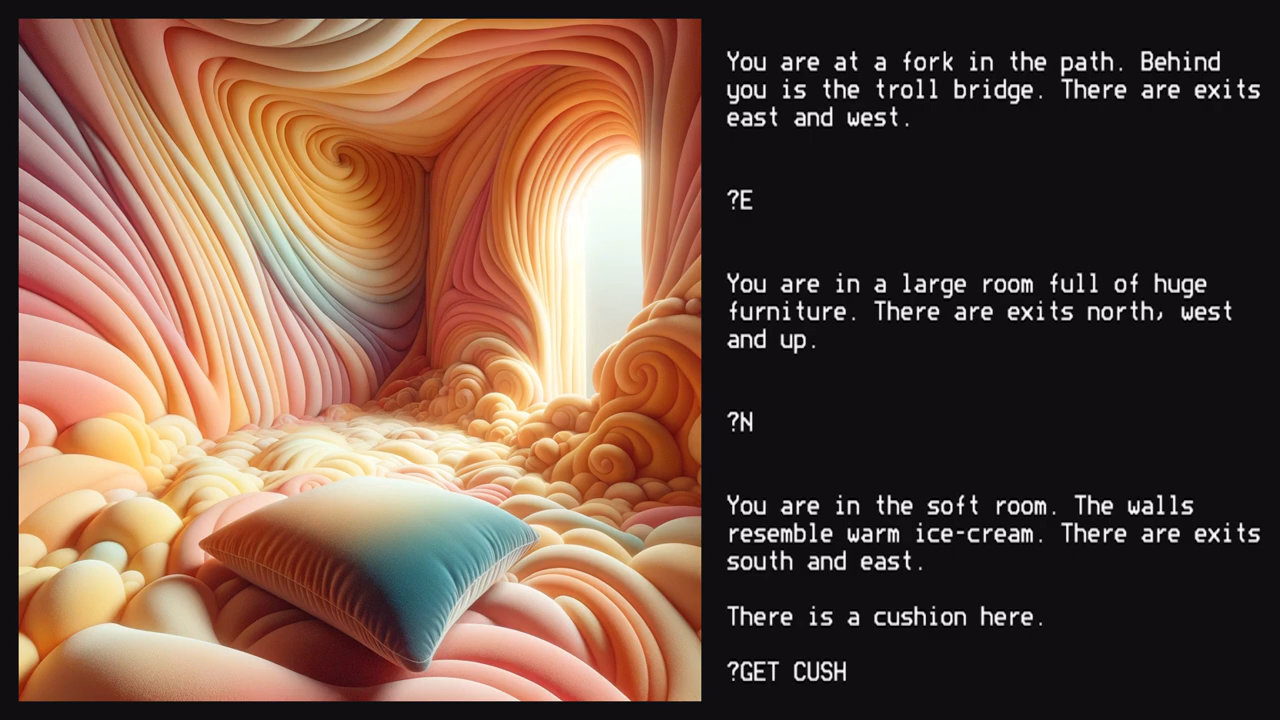 You are at a fork in the path. Behind
you is the troll bridge. There are exits
east and west.
?E
You are in a large room full of huge
furniture. There are exits north, west
and up.
?N
You are in the soft room. The walls
resemble warm ice-cream. There are exits
south and east.
There is a cushion here.
?GET CUSH